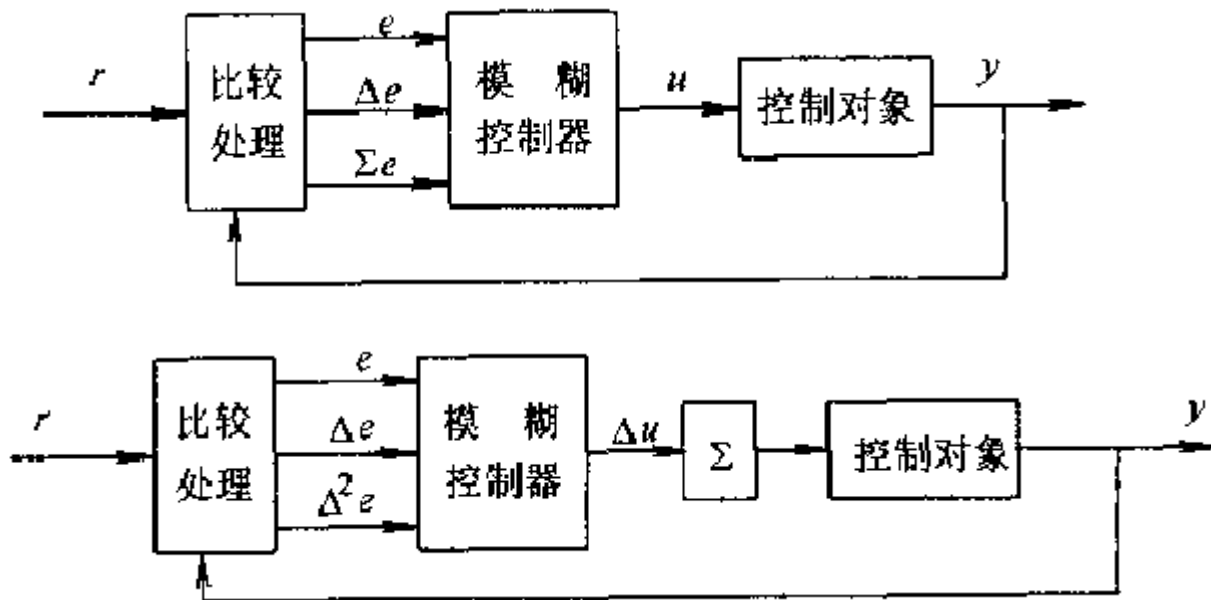 e
r
比较
处理
Δe
Σe
模 糊
控制器
u
控制对象
y
e
r
比较
处理
Δe
Δ²e
模 糊
控制器
Δu
Σ
控制对象
y